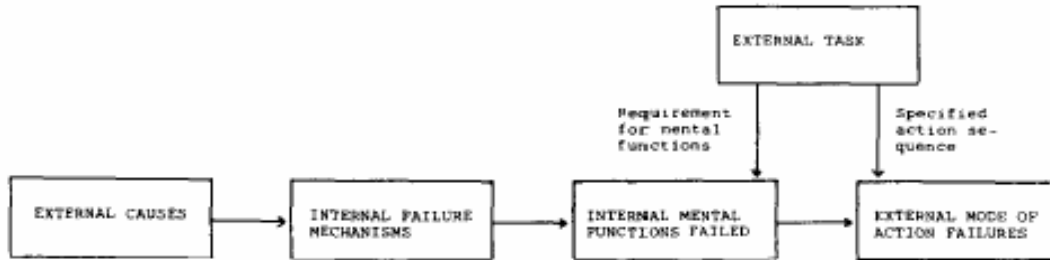 EXTERNAL TASK
Requirement
for mental
functions
Specified
action se-
quence
EXTERNAL CAUSES
INTERNAL FAILURE
MECHANISMS
INTERNAL MENTAL
FUNCTIONS FAILED
EXTERNAL MODE OF
ACTION FAILURES